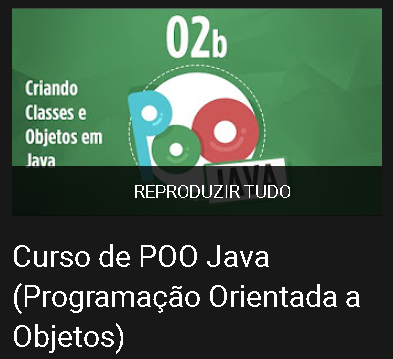 02b
Criando
Classes e
Objetos em
Java
POO
JAVA
REPRODUZIR TUDO
Curso de POO Java
(Programação Orientada a
Objetos)